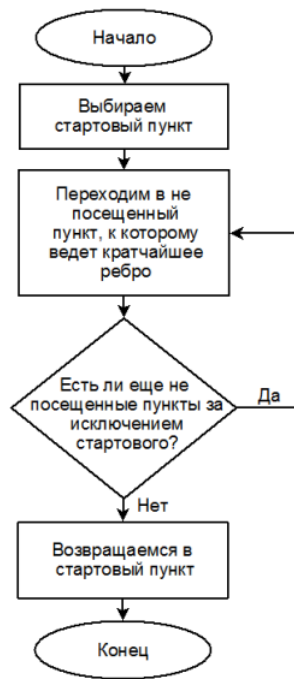 Начало
Выбираем
стартовый пункт
Переходим в не
посещенный
пункт, к которому
ведет кратчайшее
ребро
Есть ли еще не
посещенные пункты за
исключением
стартового?
Да
Нет
Возвращаемся в
стартовый пункт
Конец